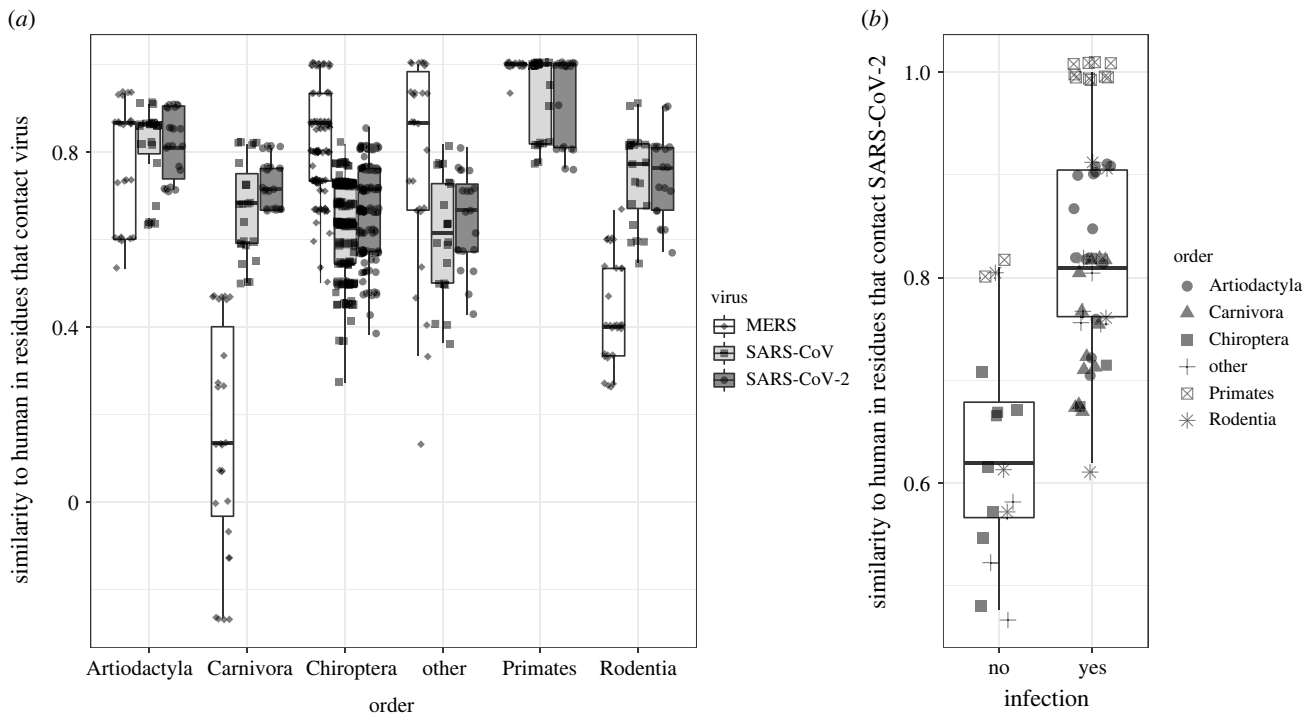 (a)
similarity to human in residues that contact virus
0.8
0.4
0
Artiodactyla Carnivora Chiroptera other Primates Rodentia
order
virus
MERS
SARS-CoV
SARS-CoV-2
(b)
similarity to human in residues that contact SARS-CoV-2
1.0
0.8
0.6
no yes
infection
order
Artiodactyla
Carnivora
Chiroptera
other
Primates
Rodentia